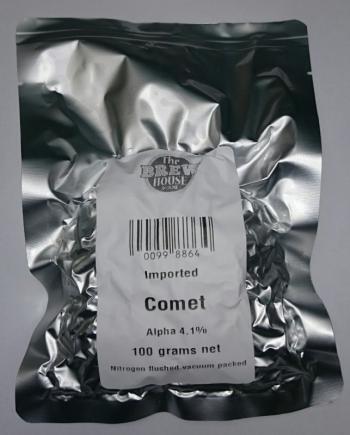 The
BREW
HOUSE
0099 8864
Imported
Comet
Alpha 4.1%
100 grams net
Nitrogen flushed vacuum packed